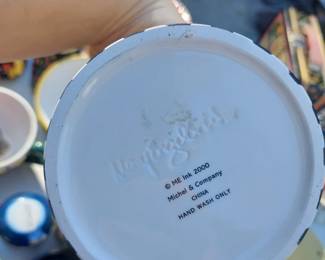 © ME Ink 2000
Michel & Company
CHINA
HAND WASH ONLY